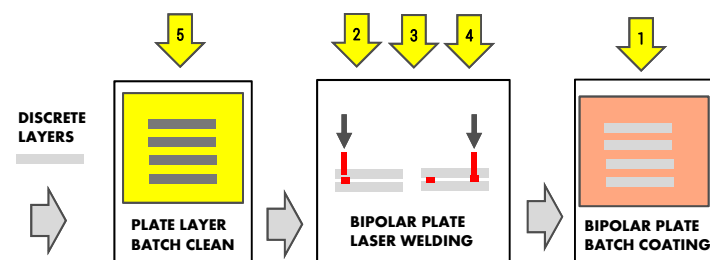 5
2
3
4
1
DISCRETE
LAYERS
PLATE LAYER
BATCH CLEAN
BIPOLAR PLATE
LASER WELDING
BIPOLAR PLATE
BATCH COATING